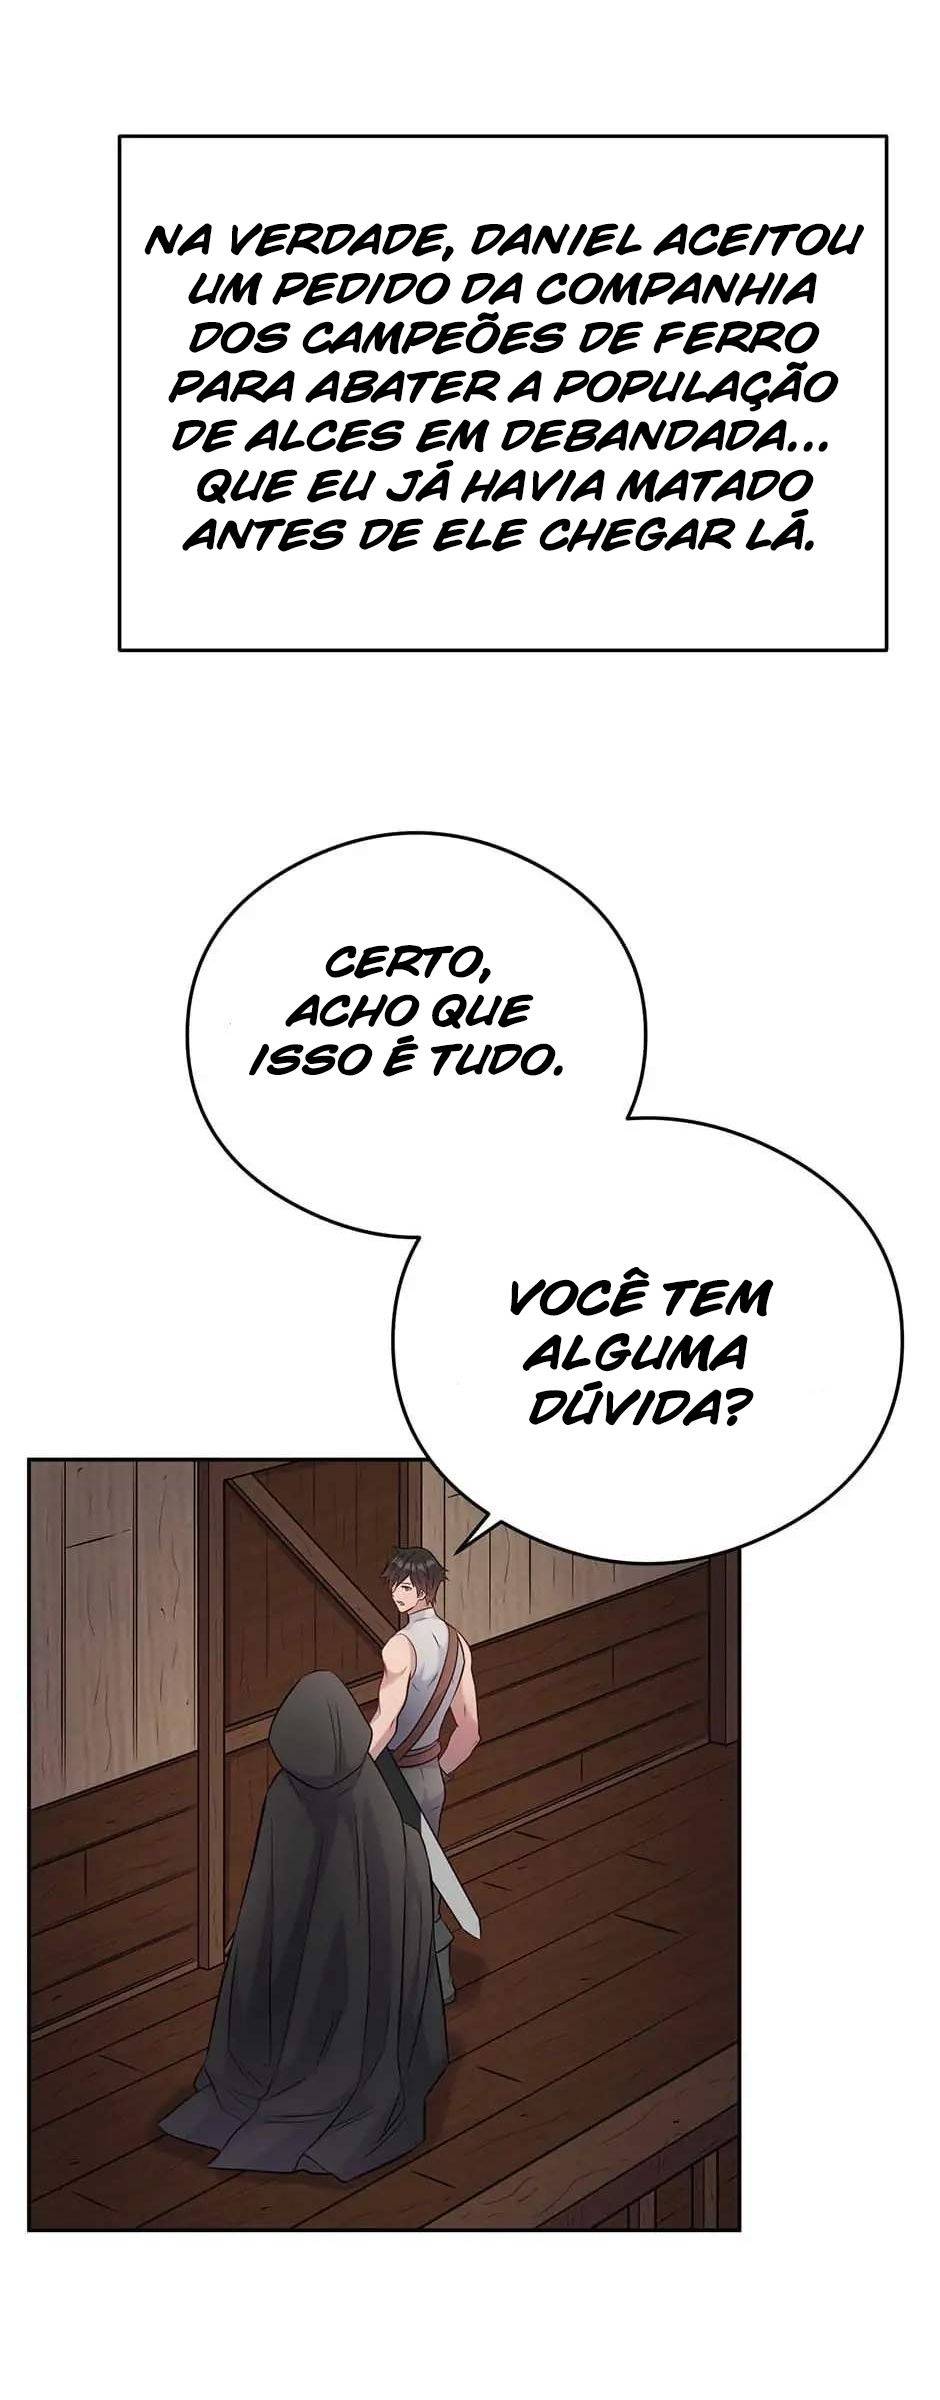 NA VERDADE, DANIEL ACEITOU
UM PEDIDO DA COMPANHIA
DOS CAMPEÕES DE FERRO
PARA ABATER A POPULAÇÃO
DE ALCES EM DEBANDADA...
QUE EU JÁ HAVIA MATADO
ANTES DE ELE CHEGAR LÁ.
CERTO,
ACHO QUE
ISSO É TUDO.
VOCÊ TEM
ALGUMA
DÚVIDA?